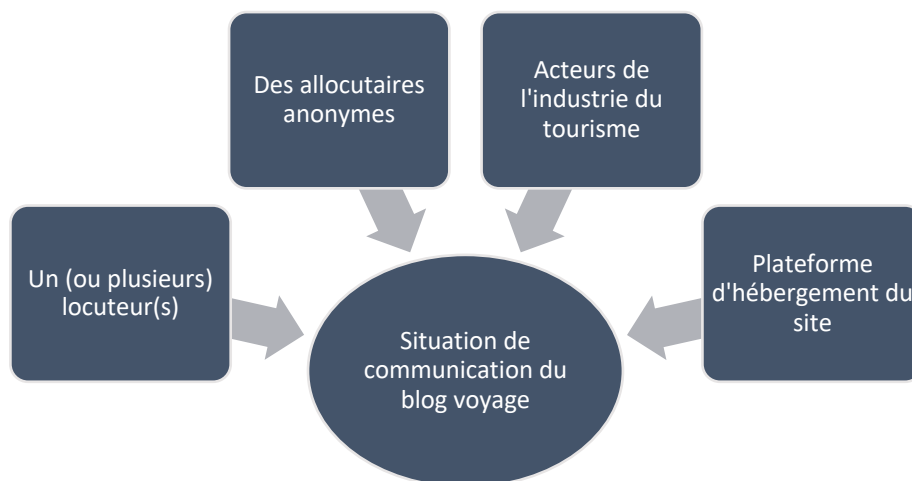 Des allocutaires
anonymes
Acteurs de
l'industrie du
tourisme
Un (ou plusieurs)
locuteur(s)
Plateforme
d'hébergement du
site
Situation de
communication du
blog voyage